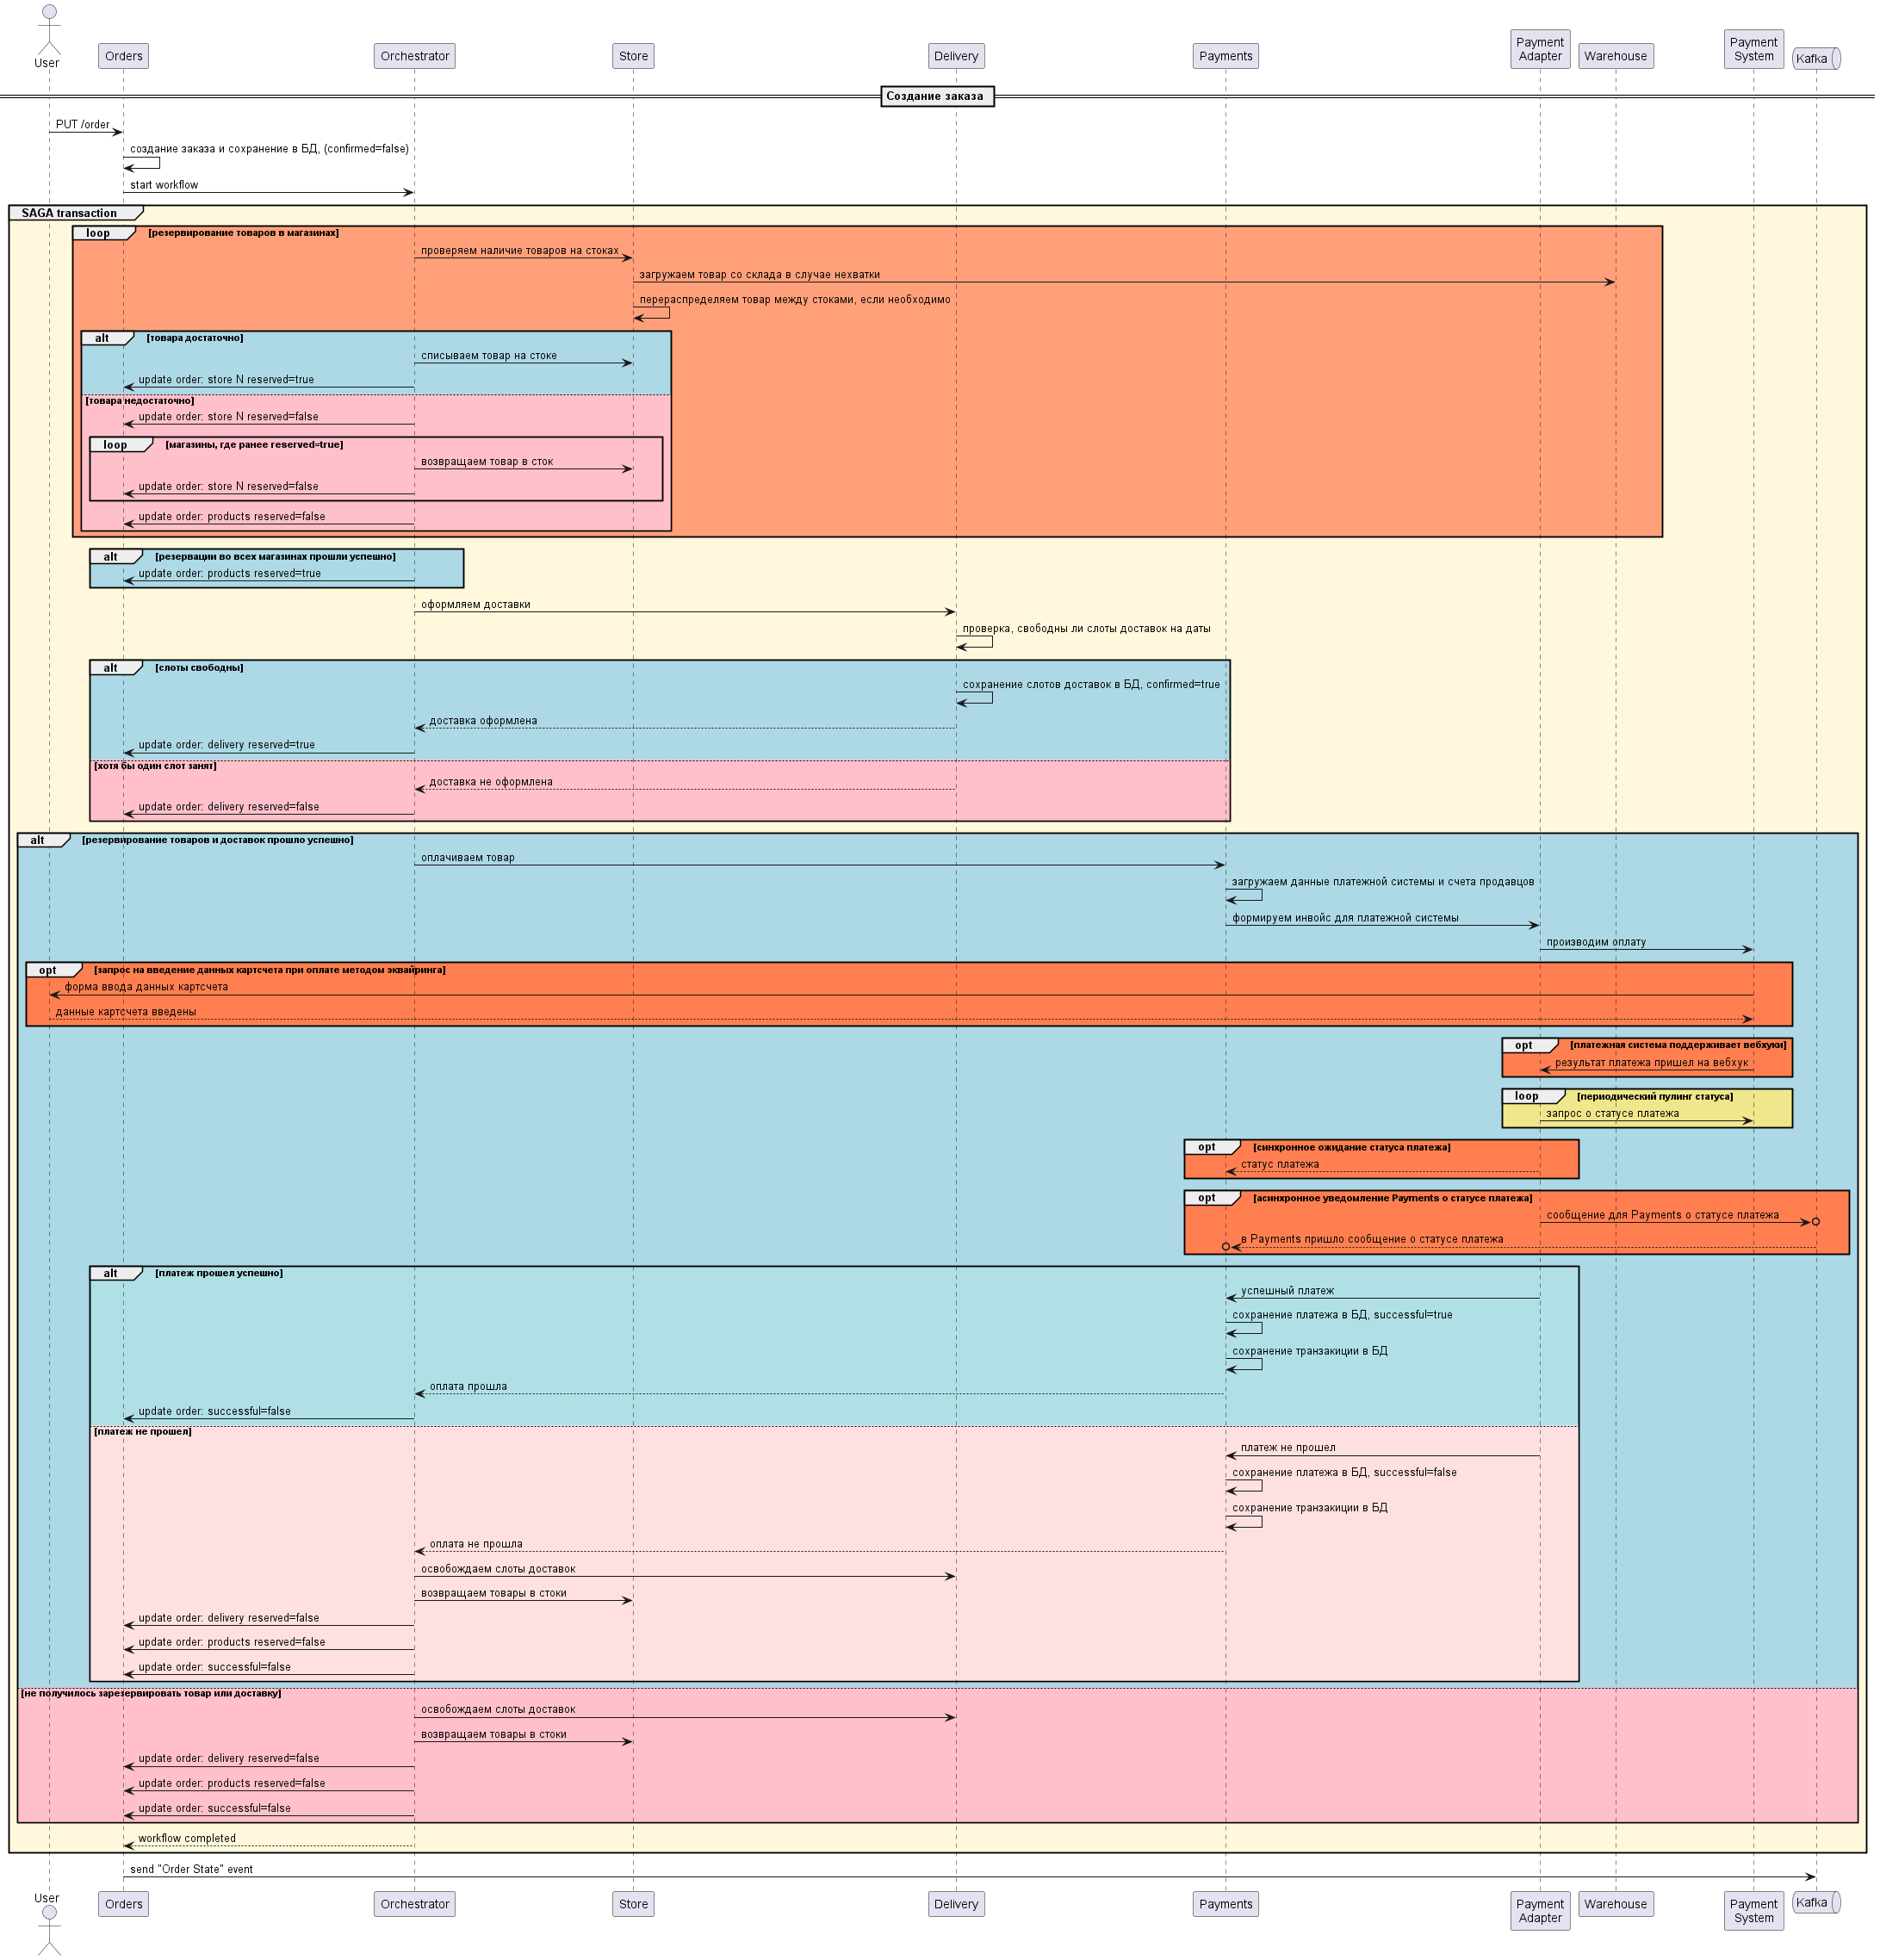 User
Orders
Orchestrator
Store
Delivery
Payments
Payment
Adapter
Warehouse
Payment
System
Kafka
Создание заказа
PUT /order
создание заказа и сохранение в БД, (confirmed=false)
start workflow
SAGA transaction
loop [резервирование товаров в магазинах]
проверяем наличие товаров на стоках
загружаем товар со склада в случае нехватки
перераспределяем товар между стоками, если необходимо
alt [товара достаточно]
списываем товар на стоке
update order: store N reserved=true
[товара недостаточно]
update order: store N reserved=false
loop [магазины, где ранее reserved=true]
возвращаем товар в сток
update order: store N reserved=false
update order: products reserved=false
alt [резервации во всех магазинах прошли успешно]
update order: products reserved=true
оформляем доставки
проверка, свободны ли слоты доставок на даты
alt [слоты свободны]
сохранение слотов доставок в БД, confirmed=true
доставка оформлена
update order: delivery reserved=true
[хотя бы один слот занят]
доставка не оформлена
update order: delivery reserved=false
alt [резервирование товаров и доставок прошло успешно]
оплачиваем товар
загружаем данные платежной системы и счета продавцов
формируем инвойс для платежной системы
производим оплату
opt [запрос на введение данных картсчета при оплате методом эквайринга]
форма ввода данных картсчета
данные картсчета введены
opt [платежная система поддерживает вебхуки]
результат платежа пришел на вебхук
loop [периодический пулинг статуса]
запрос о статусе платежа
opt [синхронное ожидание статуса платежа]
статус платежа
opt [асинхронное уведомление Payments о статусе платежа]
сообщение для Payments о статусе платежа
в Payments пришло сообщение о статусе платежа
alt [платеж прошел успешно]
успешный платеж
сохранение платежа в БД, successful=true
сохранение транзакиции в БД
оплата прошла
update order: successful=false
[платеж не прошел]
платеж не прошел
сохранение платежа в БД, successful=false
сохранение транзакиции в БД
оплата не прошла
освобождаем слоты доставок
возвращаем товары в стоки
update order: delivery reserved=false
update order: products reserved=false
update order: successful=false
[не получилось зарезервировать товар или доставку]
освобождаем слоты доставок
возвращаем товары в стоки
update order: delivery reserved=false
update order: products reserved=false
update order: successful=false
workflow completed
send "Order State" event
User
Orders
Orchestrator
Store
Delivery
Payments
Payment
Adapter
Warehouse
Payment
System
Kafka